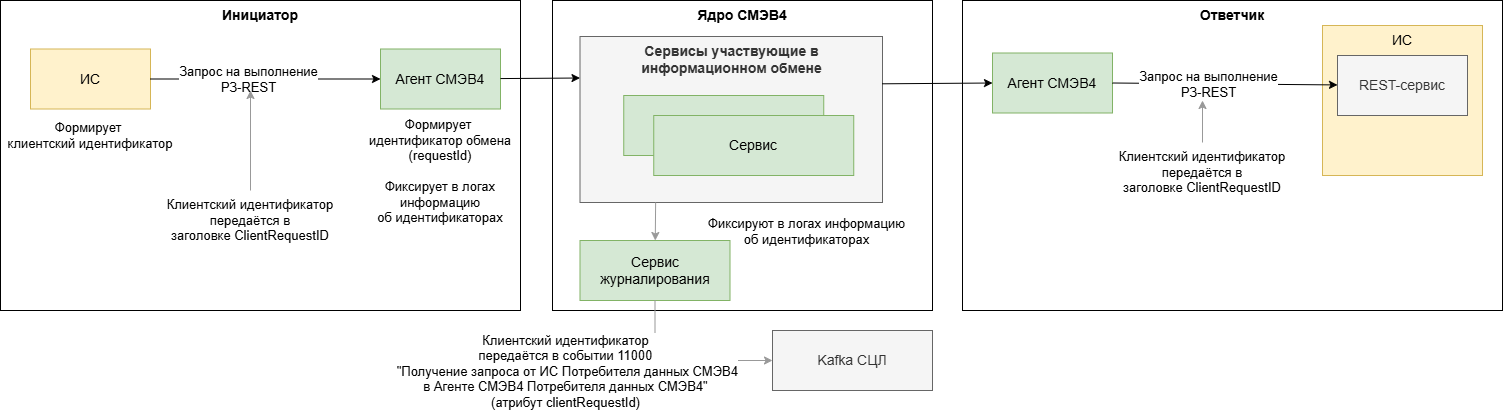 Инициатор
ИС
Запрос на выполнение
РЗ-REST
Агент СМЭВ4
Формирует
клиентский идентификатор
Формирует
идентификатор обмена
(requestId)
Фиксирует в логах
информацию
об идентификаторах
Клиентский идентификатор
передаётся в
заголовке ClientRequestID
Ядро СМЭВ4
Сервисы участвующие в
информационном обмене
Сервис
Фиксируют в логах информацию
об идентификаторах
Сервис
журналирования
Клиентский идентификатор
передаётся в событии 11000
"Получение запроса от ИС Потребителя данных СМЭВ4
в Агенте СМЭВ4 Потребителя данных СМЭВ4"
(атрибут clientRequestId)
Kafka СЦЛ
Ответчик
Агент СМЭВ4
Запрос на выполнение
РЗ-REST
ИС
REST-сервис
Клиентский идентификатор
передаётся в
заголовке ClientRequestID